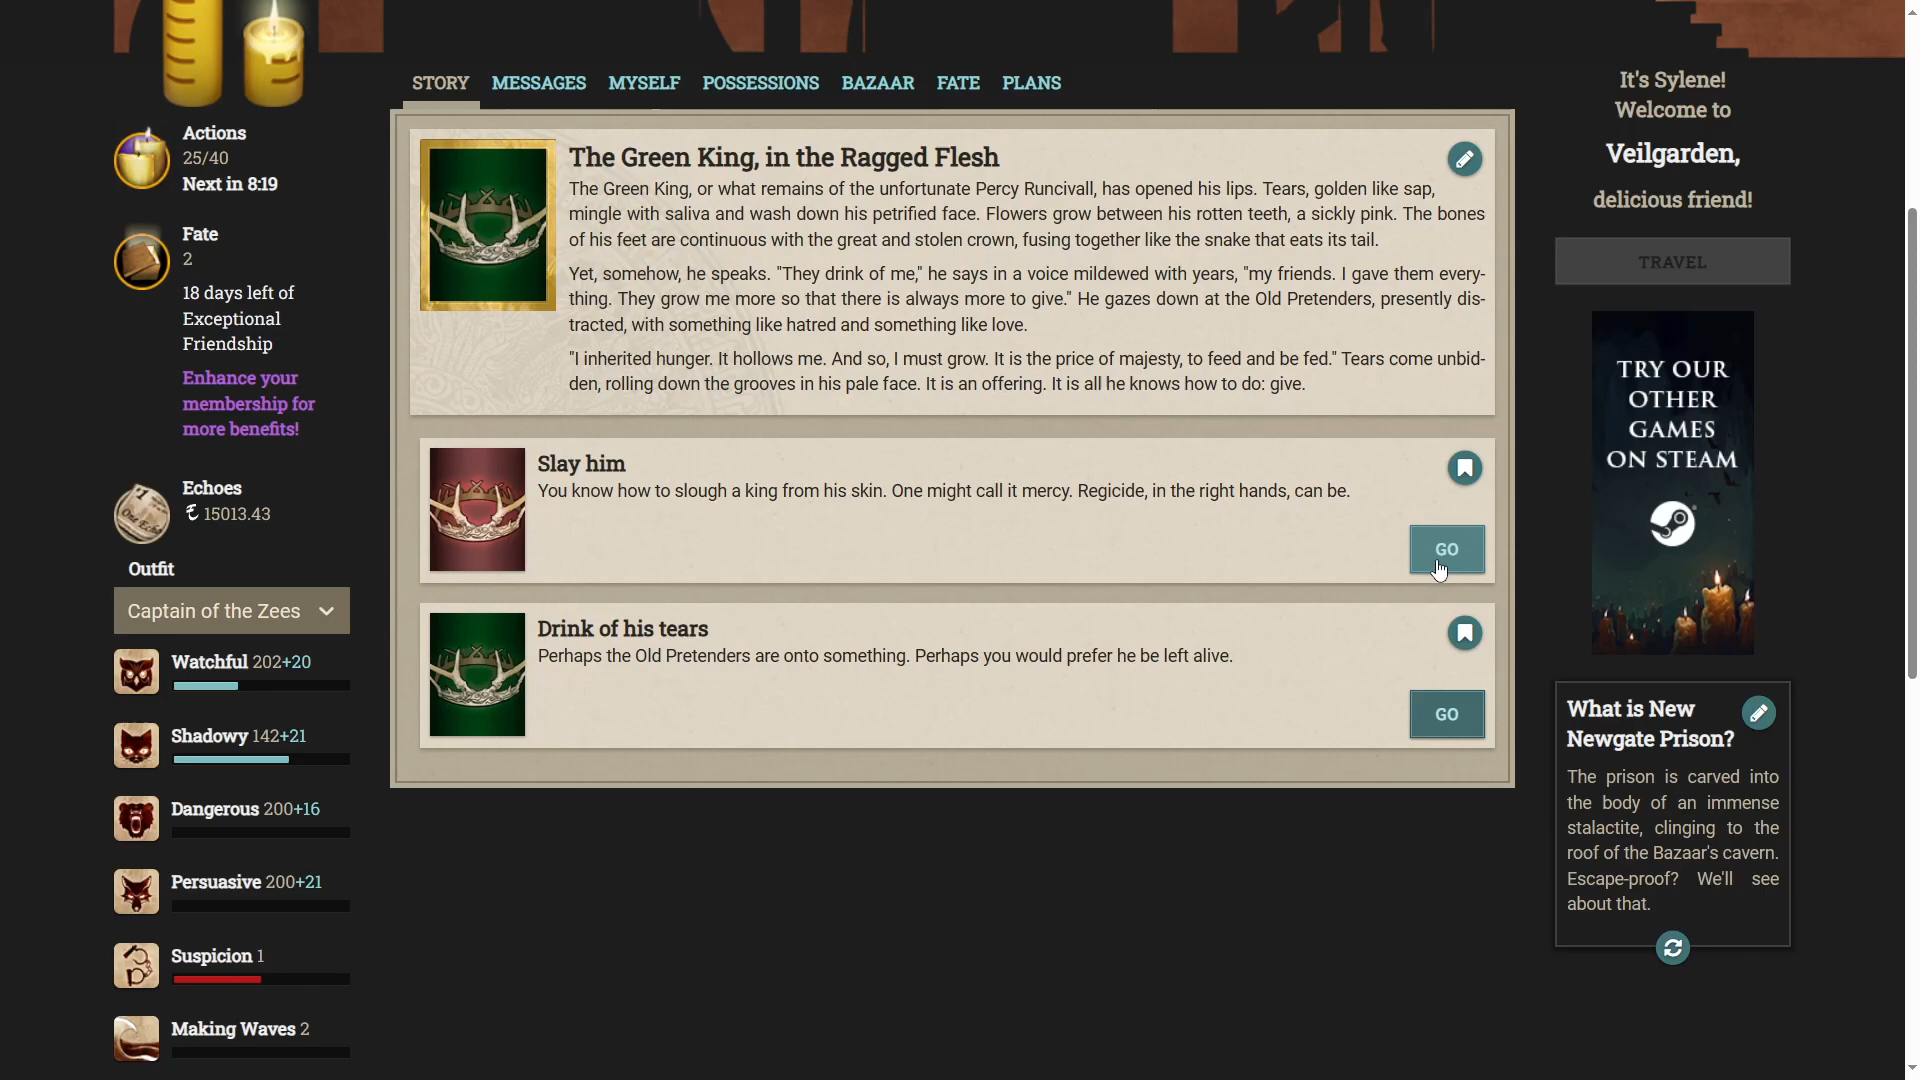 STORY MESSAGES MYSELF POSSESSIONS BAZAAR FATE PLANS
Actions
25/40
Next in 8:19
Fate
2
18 days left of
Exceptional
Friendship
Enhance your
membership for
more benefits!
Echoes
15013.43
Outfit
Captain of the Zees
Watchful 202+20
Shadowy 142+21
Dangerous 200+16
Persuasive 200+21
Suspicion 1
Making Waves 2
The Green King, in the Ragged Flesh
The Green King, or what remains of the unfortunate Percy Runcivall, has opened his lips. Tears, golden like sap,
mingle with saliva and wash down his petrified face. Flowers grow between his rotten teeth, a sickly pink. The bones
of his feet are continuous with the great and stolen crown, fusing together like the snake that eats its tail.
Yet, somehow, he speaks. "They drink of me," he says in a voice mildewed with years, "my friends. I gave them every-
thing. They grow me more so that there is always more to give." He gazes down at the Old Pretenders, presently dis-
tracted, with something like hatred and something like love.
"I inherited hunger. It hollows me. And so, I must grow. It is the price of majesty, to feed and be fed." Tears come unbid-
den, rolling down the grooves in his pale face. It is an offering. It is all he knows how to do: give.
Slay him
You know how to slough a king from his skin. One might call it mercy. Regicide, in the right hands, can be.
GO
Drink of his tears
Perhaps the Old Pretenders are onto something. Perhaps you would prefer he be left alive.
GO
It's Sylene!
Welcome to
Veilgarden,
delicious friend!
TRAVEL
TRY OUR
OTHER
GAMES
ON STEAM
What is New
Newgate Prison?
The prison is carved into
the body of an immense
stalactite, clinging to the
roof of the Bazaar's cavern.
Escape-proof? We'll see
about that.